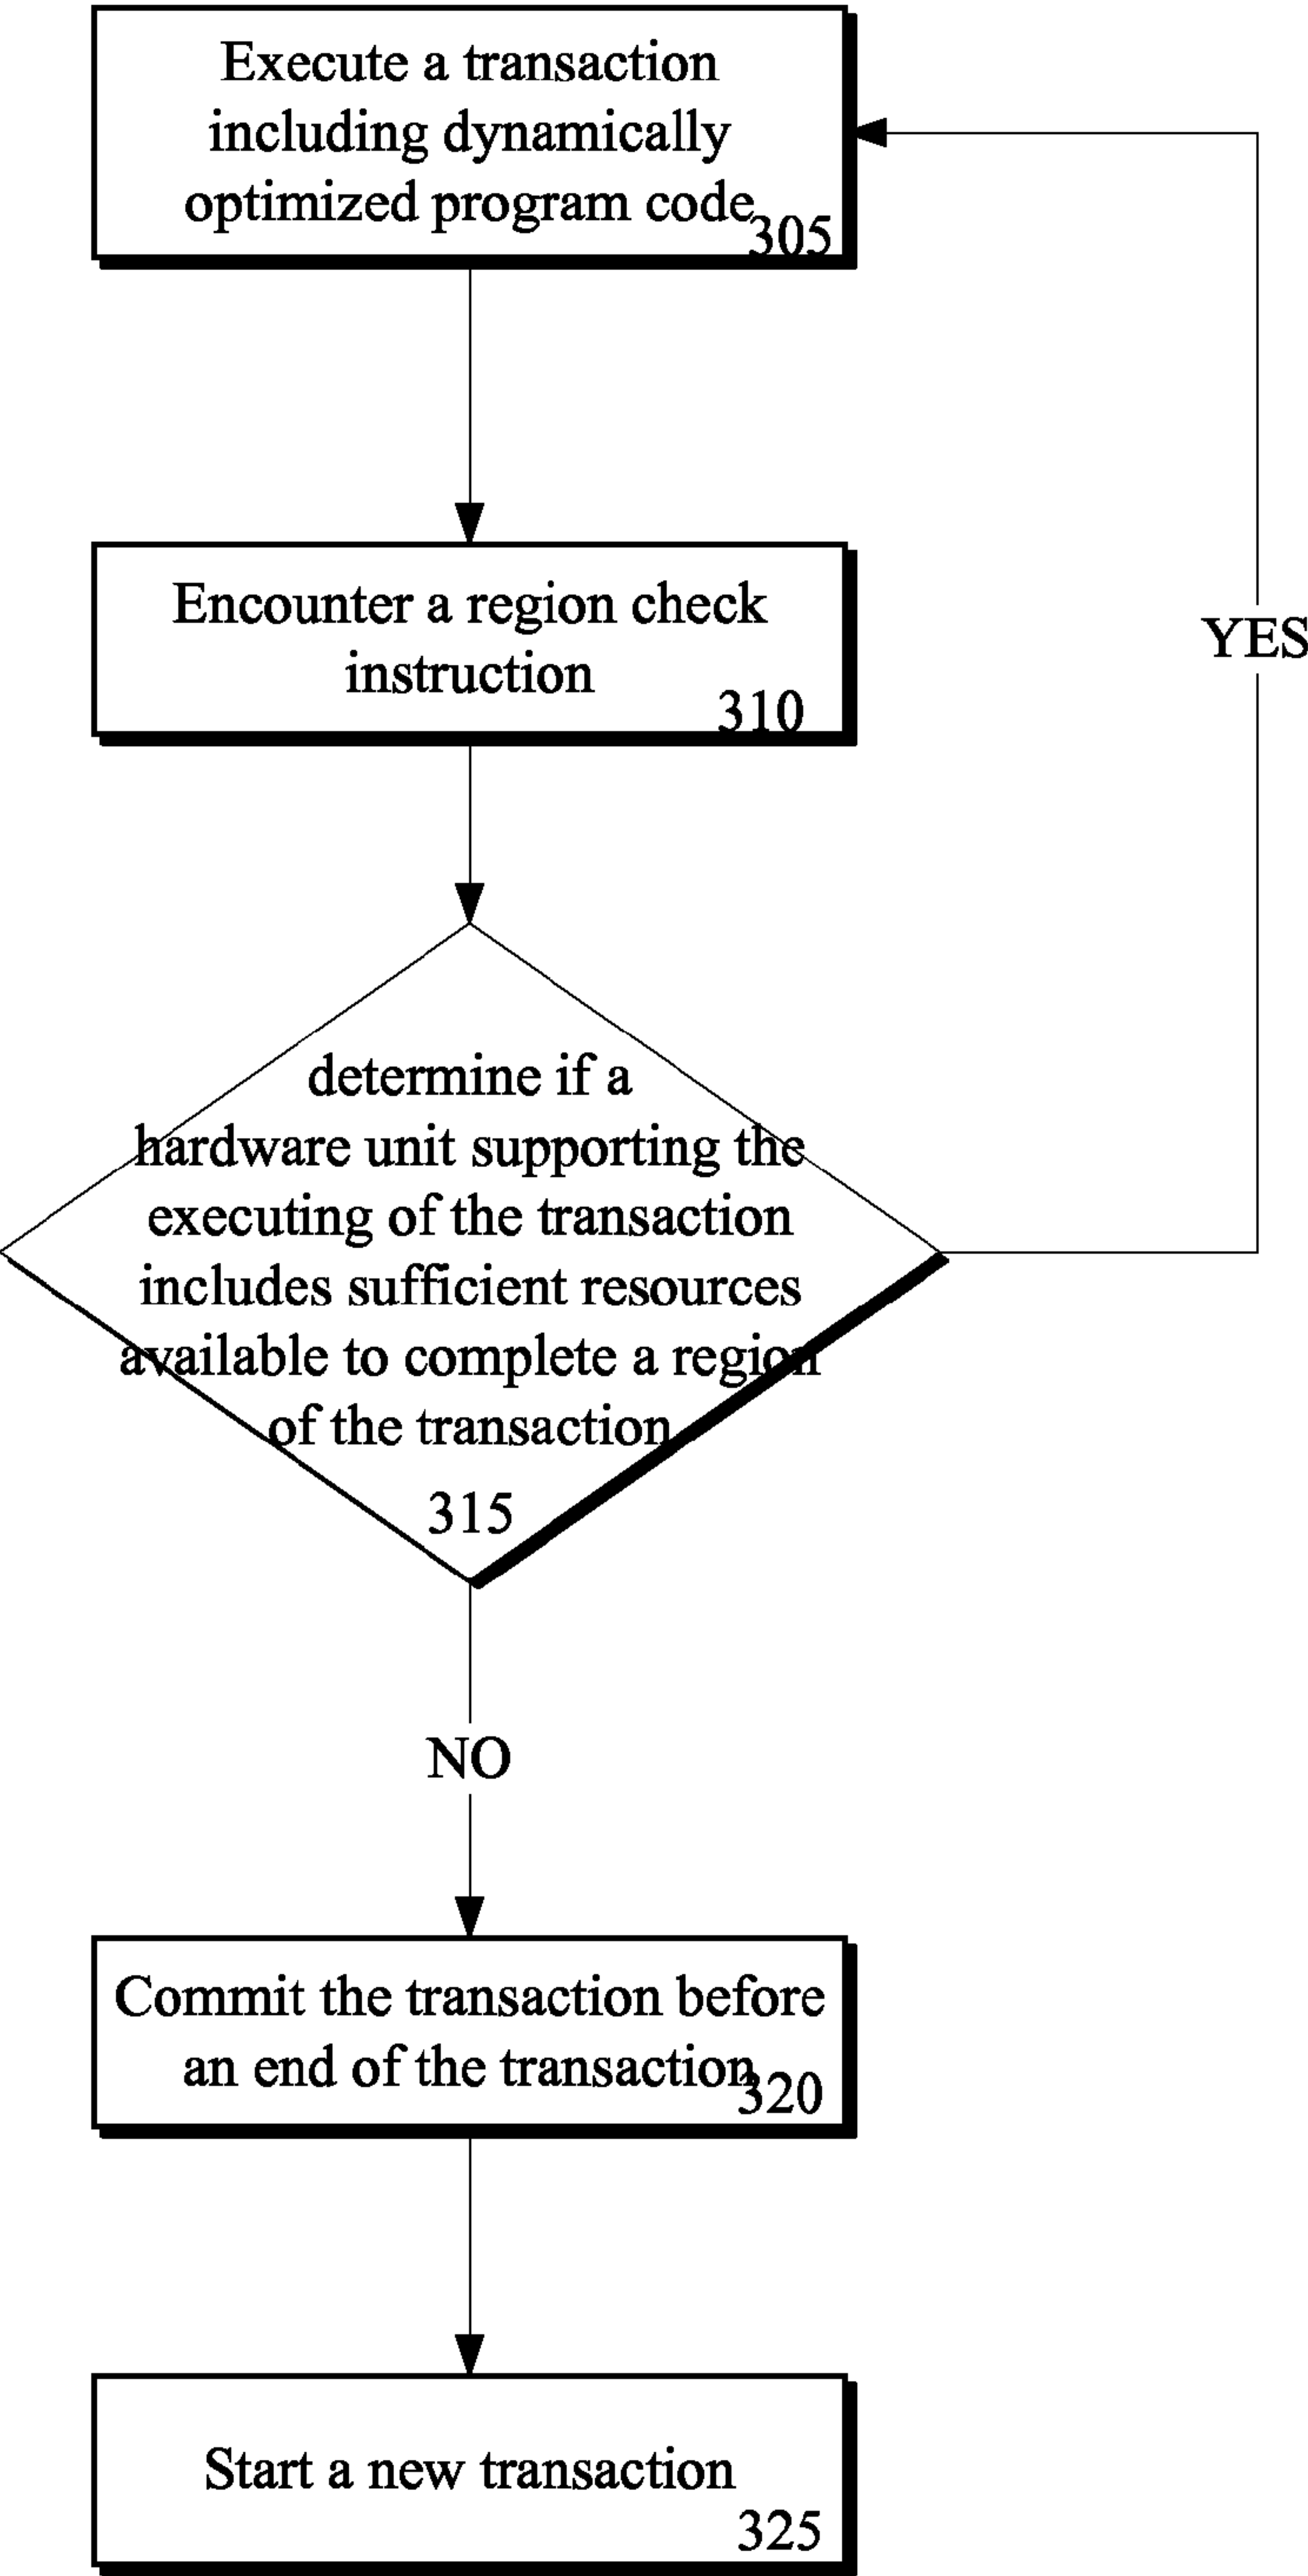 Execute a transaction
including dynamically
optimized program code
305
Encounter a region check
instruction
310
determine if a
hardware unit supporting the
executing of the transaction
includes sufficient resources
available to complete a region
of the transaction
315
YES
NO
Commit the transaction before
an end of the transaction
320
Start a new transaction
325